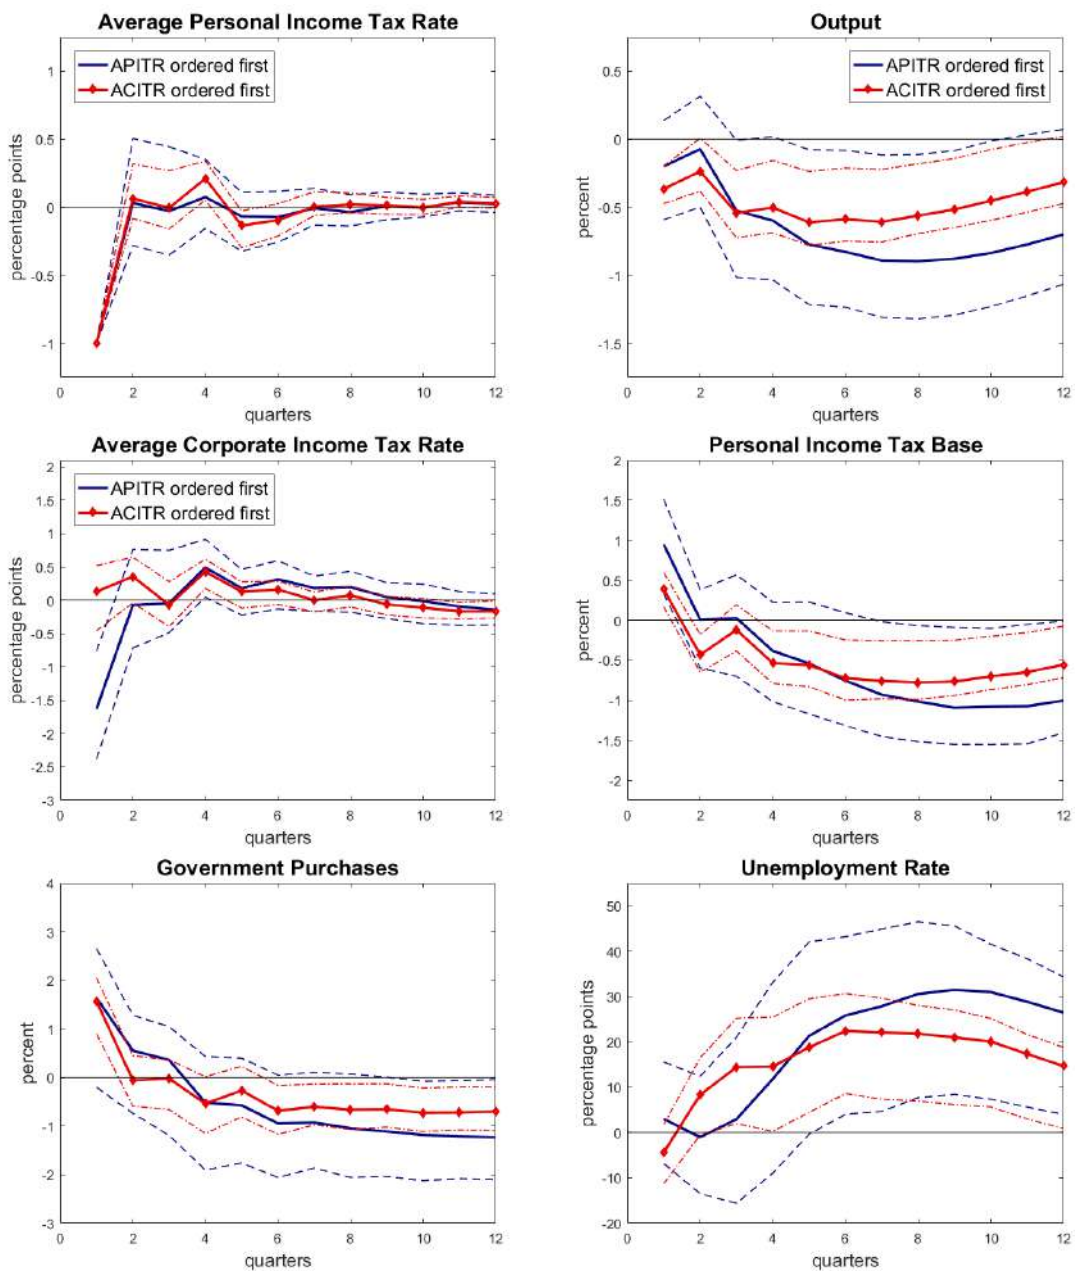 Average Personal Income Tax Rate
1
0.5
0
-0.5
-1
percentage points
APITR ordered first
ACITR ordered first
0 2 4 6 8 10 12
quarters
Output
0.5
0
-0.5
-1
-1.5
percent
APITR ordered first
ACITR ordered first
0 2 4 6 8 10 12
quarters
Average Corporate Income Tax Rate
2
1.5
1
0.5
0
-0.5
-1
-1.5
-2
-2.5
-3
percentage points
APITR ordered first
ACITR ordered first
0 2 4 6 8 10 12
quarters
Personal Income Tax Base
2
1.5
1
0.5
0
-0.5
-1
-1.5
-2
percent
0 2 4 6 8 10 12
quarters
Government Purchases
4
3
2
1
0
-1
-2
-3
percent
0 2 4 6 8 10 12
quarters
Unemployment Rate
50
40
30
20
10
0
-10
-20
percentage points
0 2 4 6 8 10 12
quarters